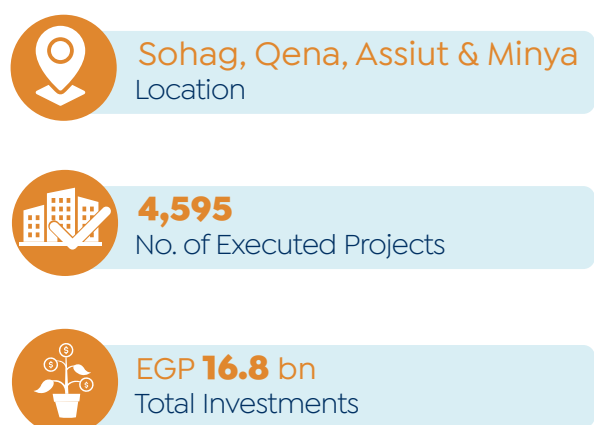 Sohag, Qena, Assiut & Minya
Location
4,595
No. of Executed Projects
EGP 16.8 bn
Total Investments